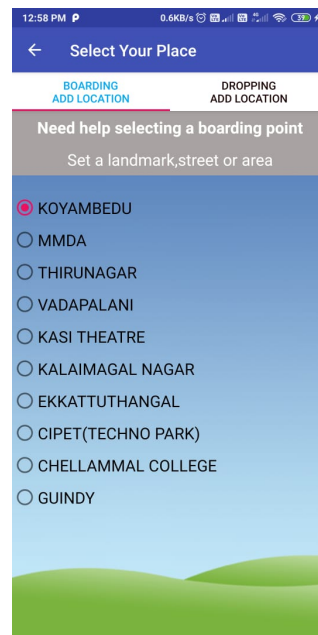 12:58 PM P 0.6KB/s 39
← Select Your Place
BOARDING
ADD LOCATION
DROPPING
ADD LOCATION
Need help selecting a boarding point
Set a landmark,street or area
KOYAMBEDU
MMDA
THIRUNAGAR
VADAPALANI
KASI THEATRE
KALAIMAGAL NAGAR
EKKATTUTHANGAL
CIPET(TECHNO PARK)
CHELLAMMAL COLLEGE
GUINDY